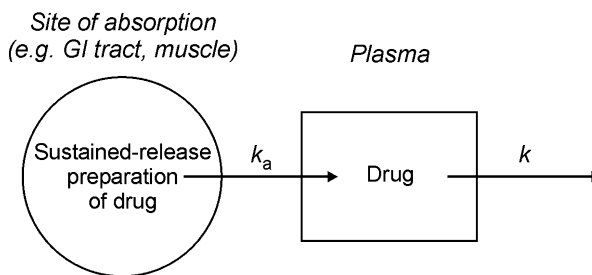 Site of absorption
(e.g. GI tract, muscle)
Plasma
Sustained-release
preparation
of drug
kₐ
Drug
k